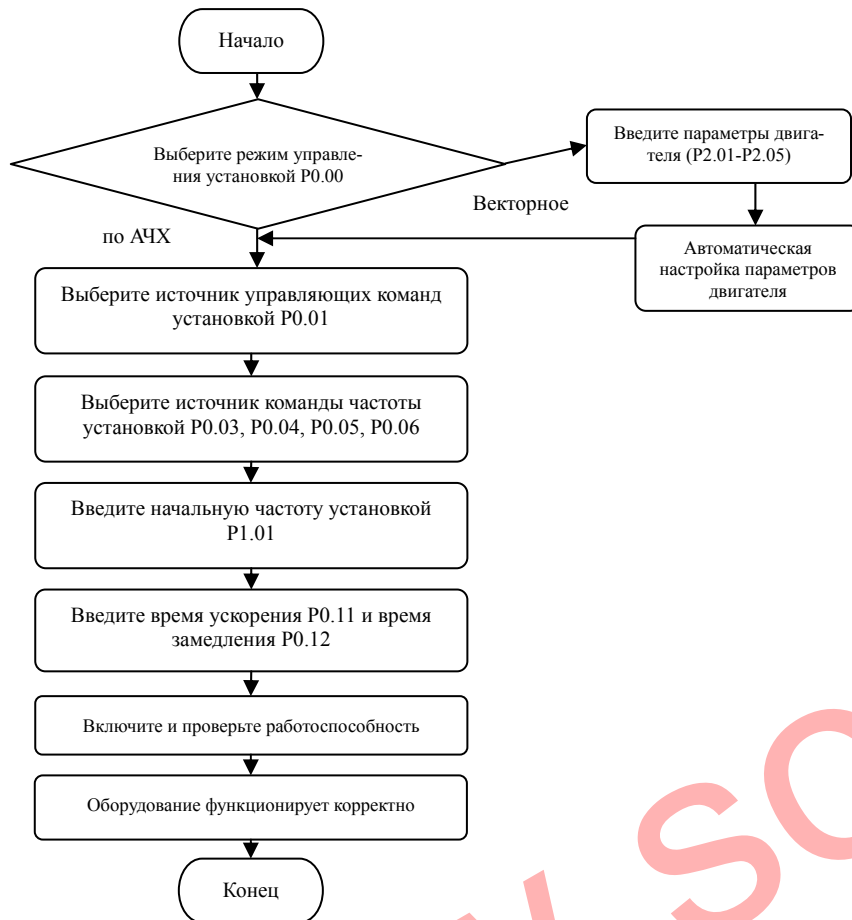 Начало
Выберите режим управле-
ния установкой P0.00
Введите параметры двига-
теля (P2.01-P2.05)
Векторное
по АЧХ
Автоматическая
настройка параметров
двигателя
Выберите источник управляющих команд
установкой P0.01
Выберите источник команды частоты
установкой P0.03, P0.04, P0.05, P0.06
Введите начальную частоту установкой
P1.01
Введите время ускорения P0.11 и время
замедления P0.12
Включите и проверьте работоспособность
Оборудование функционирует корректно
Конец